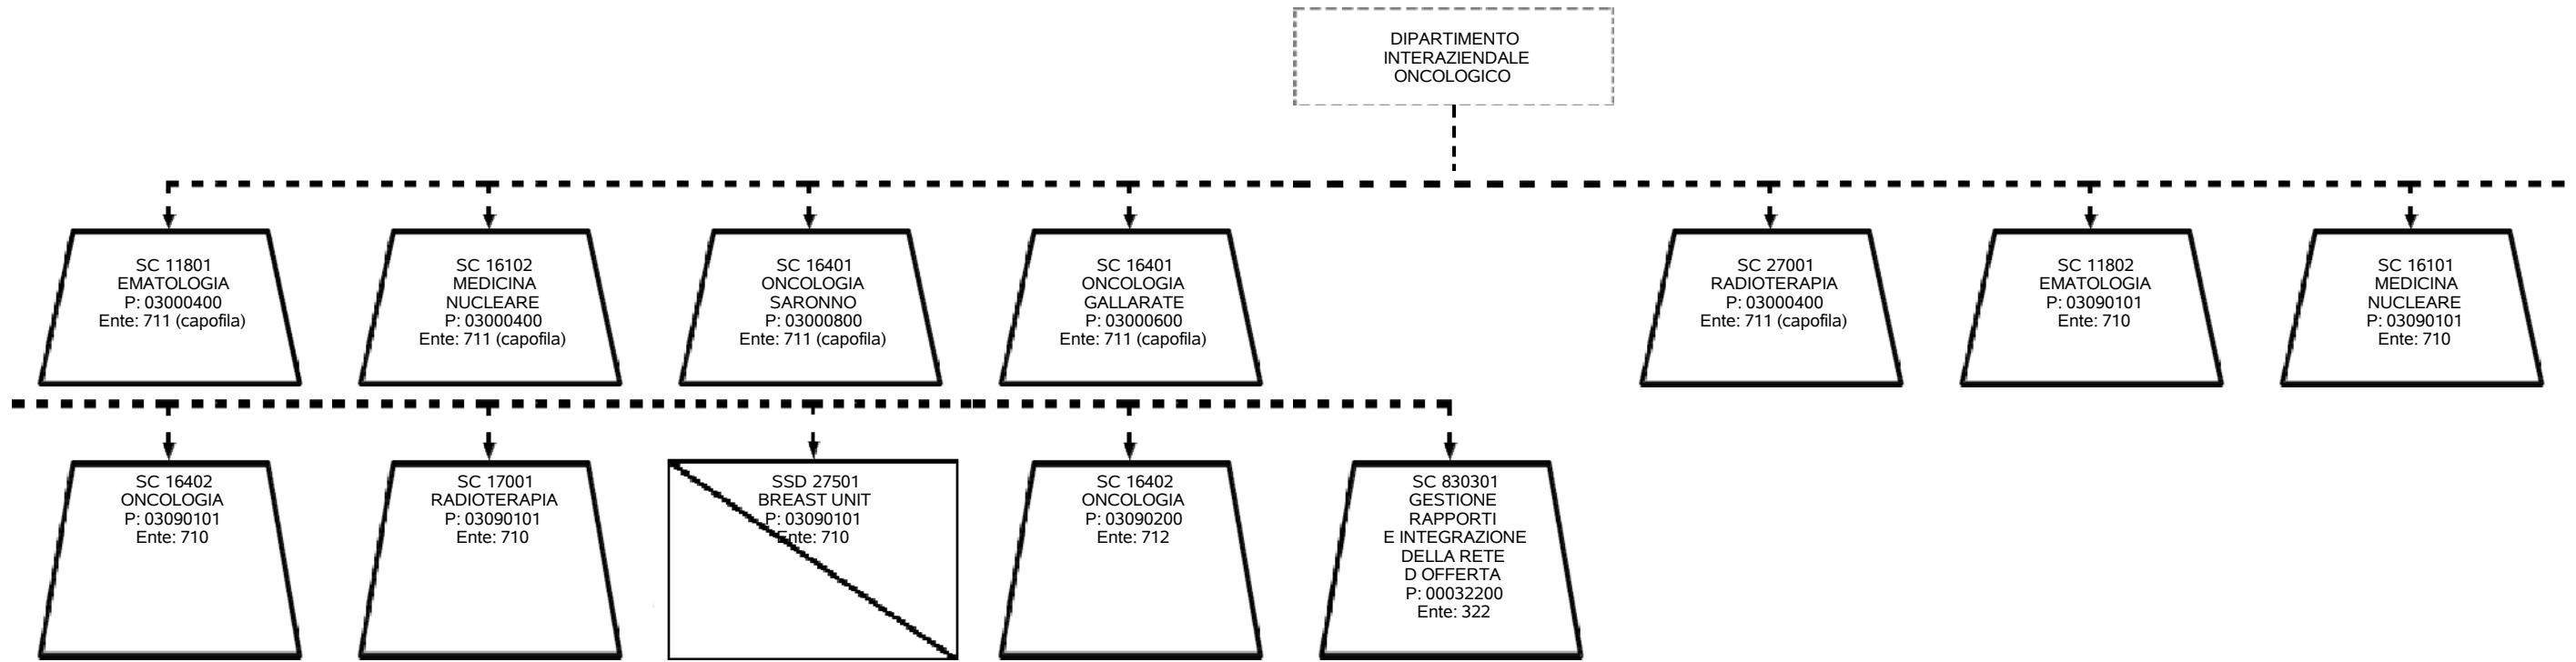 DIPARTIMENTO
INTERAZIENDALE
ONCOLOGICO
SC 11801
EMATOLOGIA
P: 03000400
Ente: 711 (capofila)
SC 16102
MEDICINA
NUCLEARE
P: 03000400
Ente: 711 (capofila)
SC 16401
ONCOLOGIA
SARONNO
P: 03000800
Ente: 711 (capofila)
SC 16401
ONCOLOGIA
GALLARATE
P: 03000600
Ente: 711 (capofila)
SC 27001
RADIOTERAPIA
P: 03000400
Ente: 711 (capofila)
SC 11802
EMATOLOGIA
P: 03090101
Ente: 710
SC 16101
MEDICINA
NUCLEARE
P: 03090101
Ente: 710
SC 16402
ONCOLOGIA
P: 03090101
Ente: 710
SC 17001
RADIOTERAPIA
P: 03090101
Ente: 710
SSD 27501
BREAST UNIT
P: 03090101
Ente: 710
SC 16402
ONCOLOGIA
P: 03090200
Ente: 712
SC 830301
GESTIONE
RAPPORTI
E INTEGRAZIONE
DELLA RETE
D OFFERTA
P: 00032200
Ente: 322